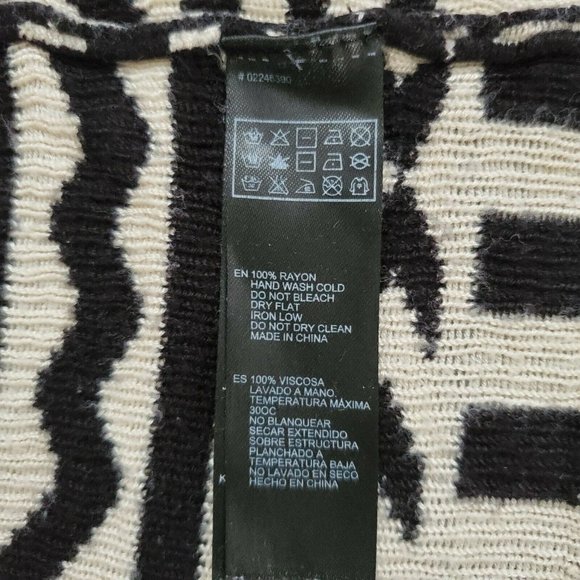 # 02246390
EN 100% RAYON
HAND WASH COLD
DO NOT BLEACH
DRY FLAT
IRON LOW
DO NOT DRY CLEAN
MADE IN CHINA
ES 100% VISCOSA
LAVADO A MANO.
TEMPERATURA MÁXIMA
30OC
NO BLANQUEAR
SECAR EXTENDIDO
SOBRE ESTRUCTURA
PLANCHADO A
TEMPERATURA BAJA
NO LAVADO EN SECO
K HECHO EN CHINA